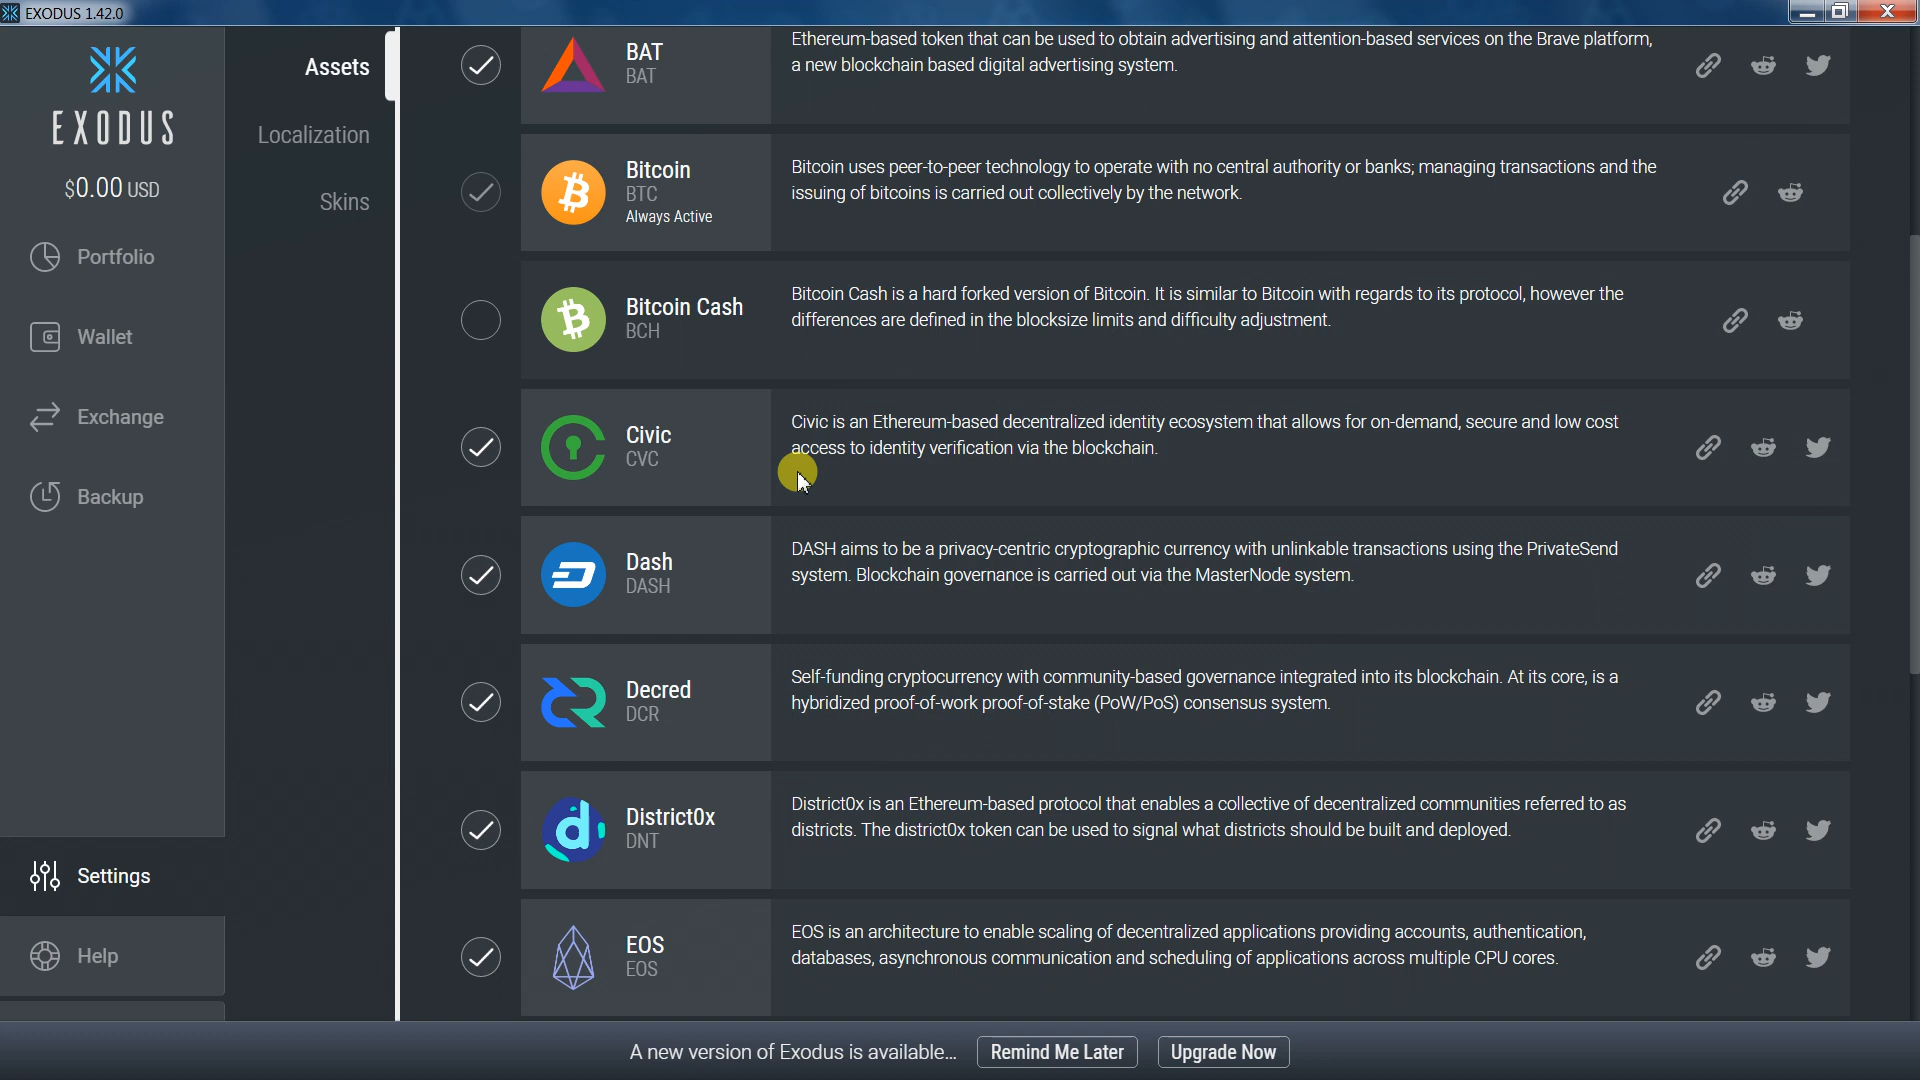 EXODUS 1.42.0
EXODUS
$0.00 USD
Portfolio
Wallet
Exchange
Backup
Settings
Help
Assets
Localization
Skins
BAT
BAT
Ethereum-based token that can be used to obtain advertising and attention-based services on the Brave platform,
a new blockchain based digital advertising system.
Bitcoin
BTC
Always Active
Bitcoin uses peer-to-peer technology to operate with no central authority or banks; managing transactions and the
issuing of bitcoins is carried out collectively by the network.
Bitcoin Cash
BCH
Bitcoin Cash is a hard forked version of Bitcoin. It is similar to Bitcoin with regards to its protocol, however the
differences are defined in the blocksize limits and difficulty adjustment.
Civic
CVC
Civic is an Ethereum-based decentralized identity ecosystem that allows for on-demand, secure and low cost
access to identity verification via the blockchain.
Dash
DASH
DASH aims to be a privacy-centric cryptographic currency with unlinkable transactions using the PrivateSend
system. Blockchain governance is carried out via the MasterNode system.
Decred
DCR
Self-funding cryptocurrency with community-based governance integrated into its blockchain. At its core, is a
hybridized proof-of-work proof-of-stake (PoW/PoS) consensus system.
District0x
DNT
District0x is an Ethereum-based protocol that enables a collective of decentralized communities referred to as
districts. The district0x token can be used to signal what districts should be built and deployed.
EOS
EOS
EOS is an architecture to enable scaling of decentralized applications providing accounts, authentication,
databases, asynchronous communication and scheduling of applications across multiple CPU cores.
A new version of Exodus is available...
Remind Me Later
Upgrade Now